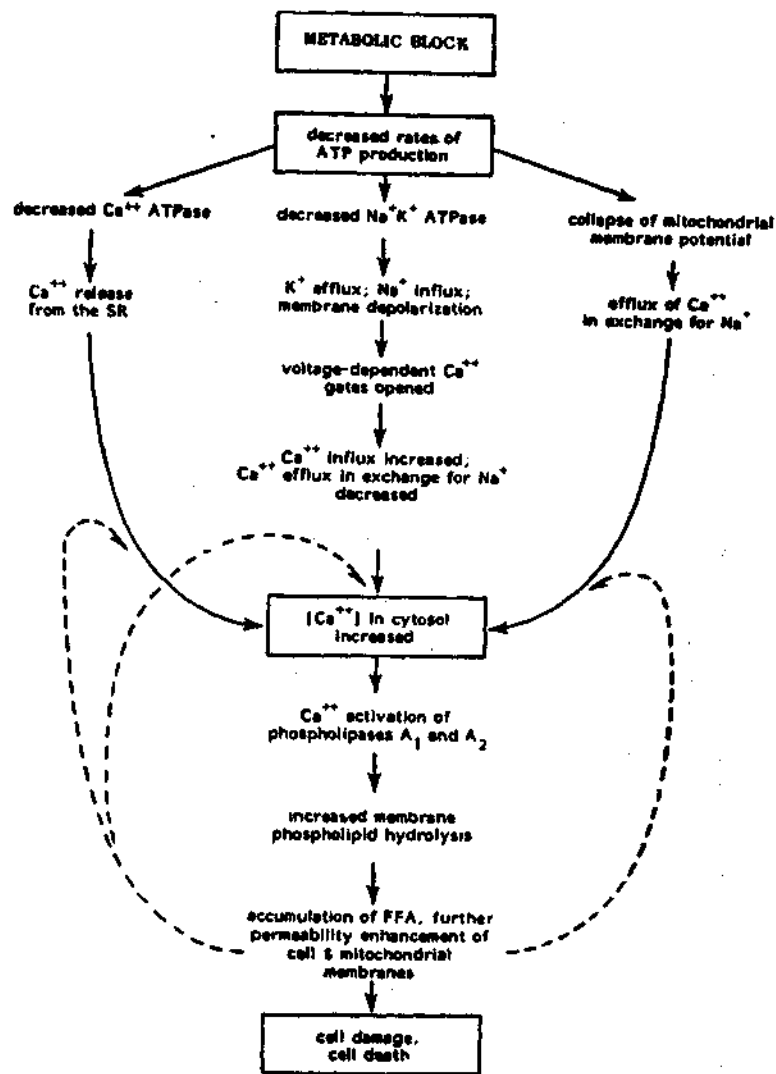 METABOLIC BLOCK
decreased rates of
ATP production
decreased Ca⁺⁺ ATPase
Ca⁺⁺ release
from the SR
decreased Na⁺K⁺ ATPase
K⁺ efflux; Na⁺ influx;
membrane depolarization
voltage-dependent Ca⁺⁺
gates opened
Ca⁺⁺ influx increased;
Ca⁺⁺ efflux in exchange for Na⁺
decreased
collapse of mitochondrial
membrane potential
efflux of Ca⁺⁺
in exchange for Na⁺
[Ca⁺⁺] in cytosol
increased
Ca⁺⁺ activation of
phospholipases A₁ and A₂
increased membrane
phospholipid hydrolysis
accumulation of FFA, further
permeability enhancement of
cell & mitochondrial
membranes
cell damage,
cell death